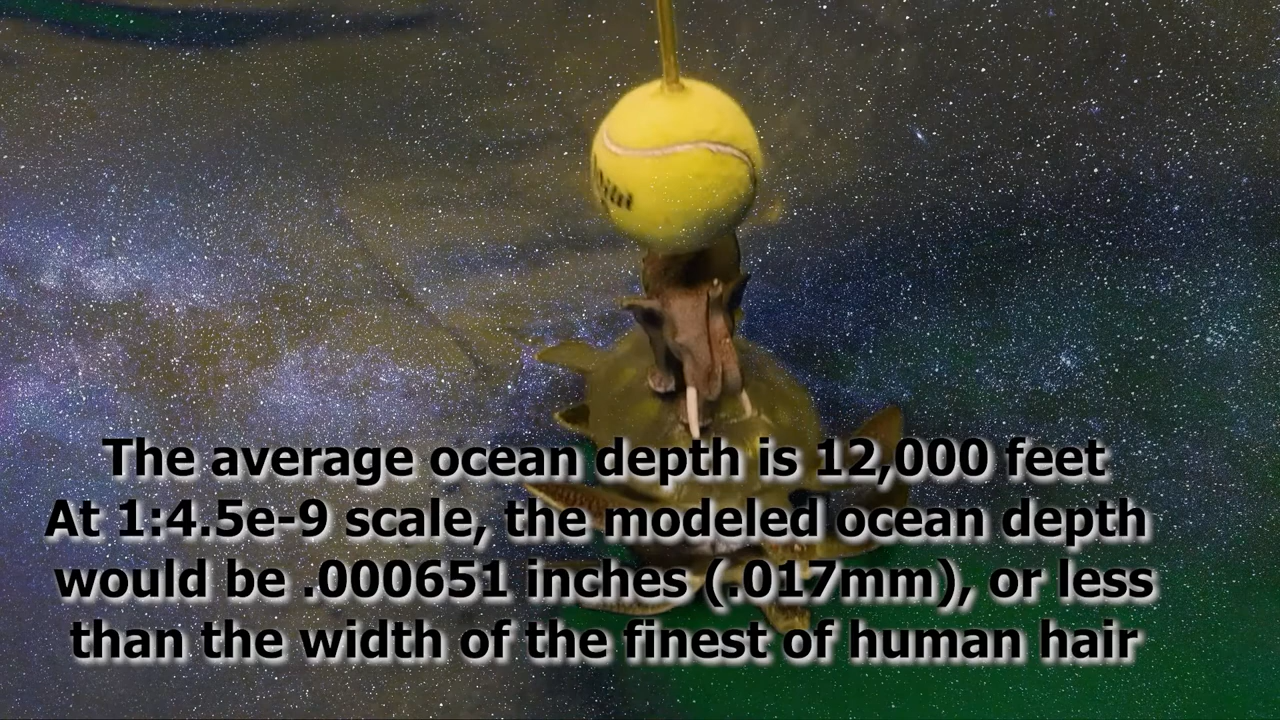 The average ocean depth is 12,000 feet
At 1:4.5e-9 scale, the modeled ocean depth
would be .000651 inches (.017mm), or less
than the width of the finest of human hair